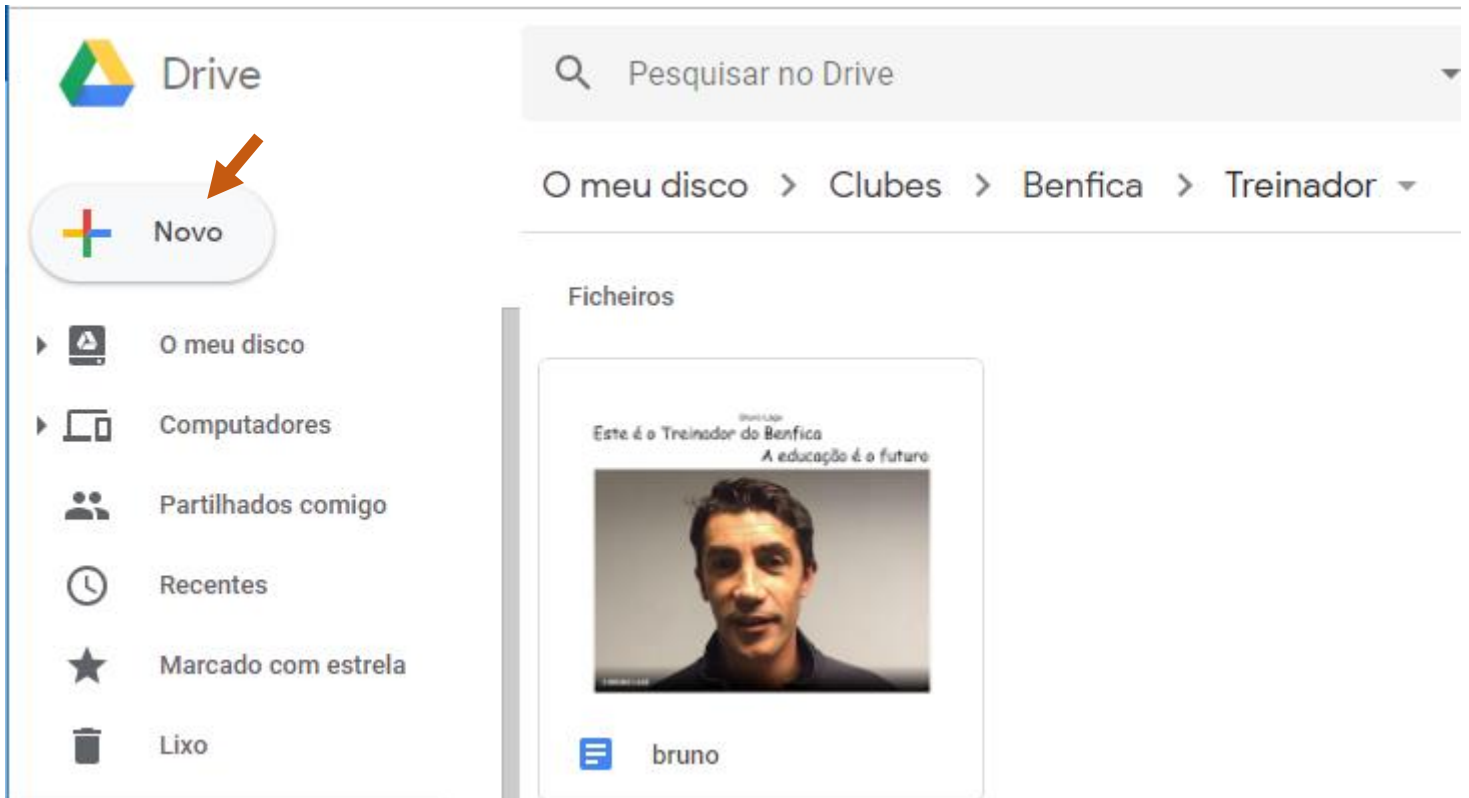 Drive
Pesquisar no Drive
O meu disco > Clubes > Benfica > Treinador
Novo
Ficheiros
O meu disco
Computadores
Partilhados comigo
Recentes
Marcado com estrela
Lixo
Este é o Treinador do Benfica
A educação é o futuro
bruno